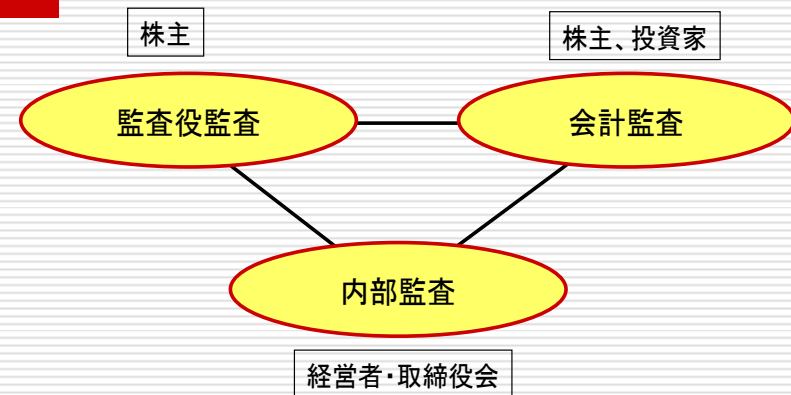 株主
株主、投資家
監査役監査
会計監査
内部監査
経営者・取締役会